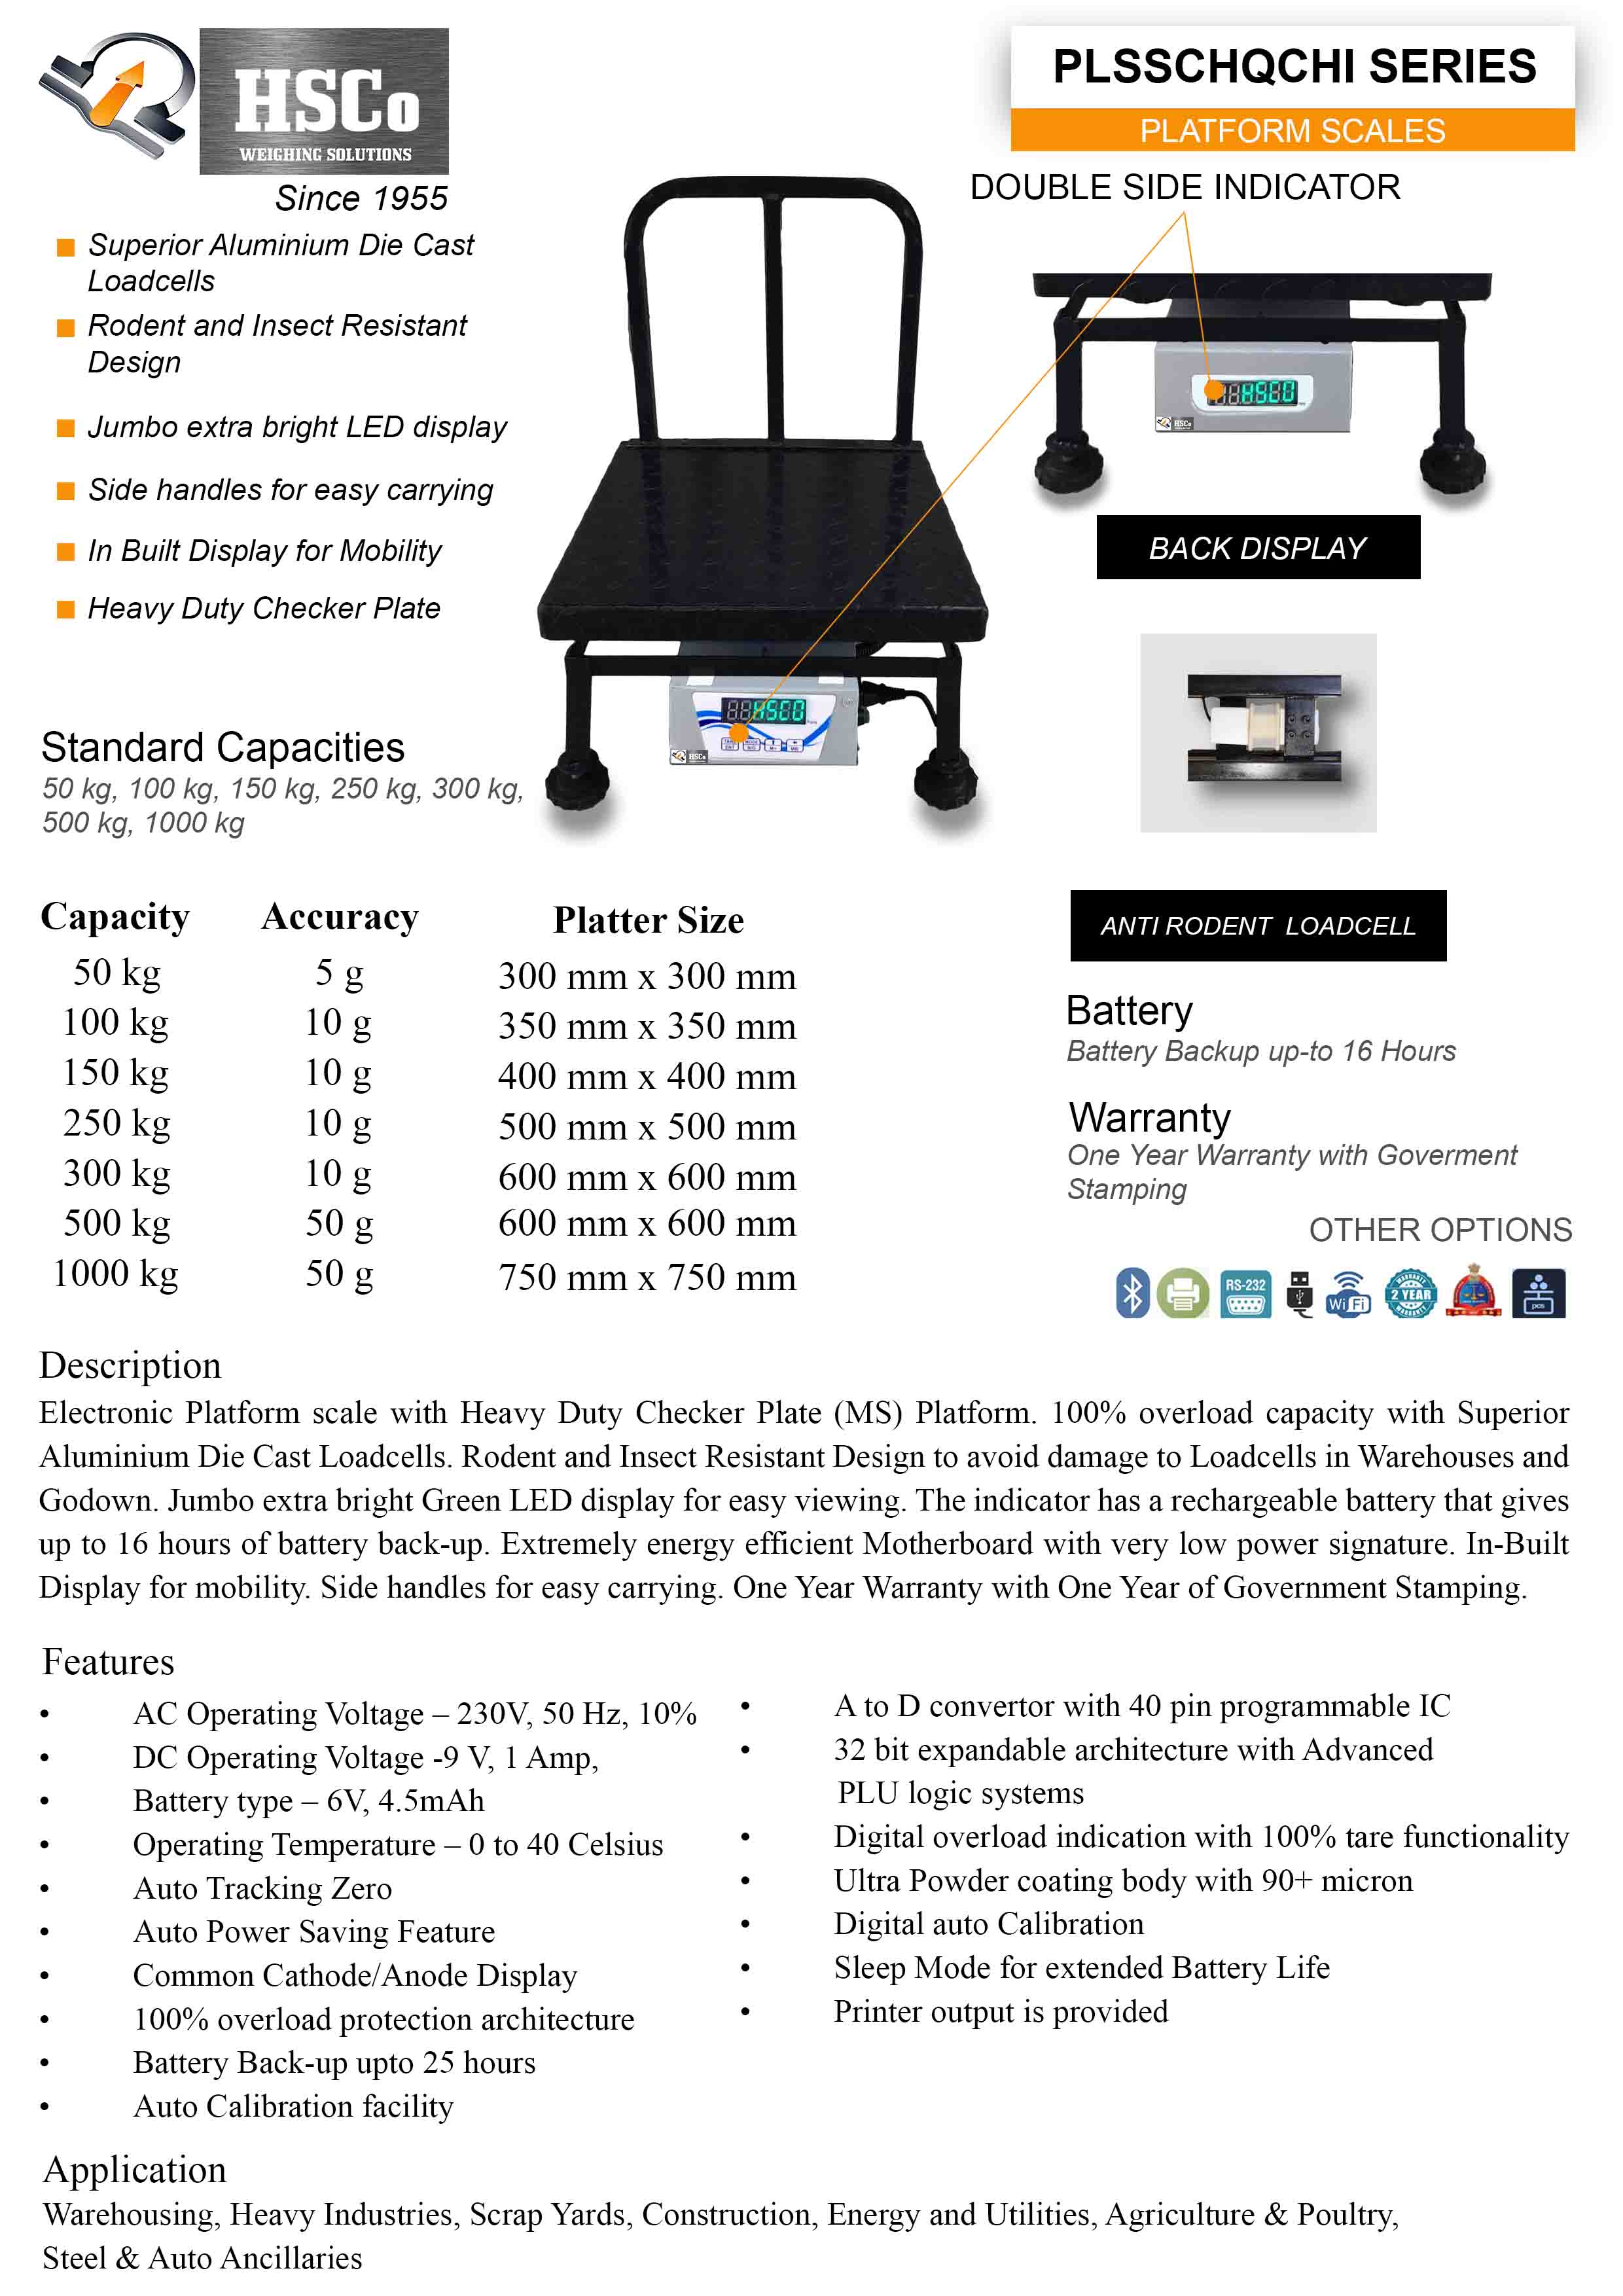 HSCo
WEIGHING SOLUTIONS
Since 1955
PLSSCHQCHI SERIES
PLATFORM SCALES
DOUBLE SIDE INDICATOR
Superior Aluminium Die Cast
Loadcells
Rodent and Insect Resistant
Design
Jumbo extra bright LED display
Side handles for easy carrying
In Built Display for Mobility
Heavy Duty Checker Plate
HSCO
HSCo
BACK DISPLAY
HSCO
HSCo
Standard Capacities
50 kg, 100 kg, 150 kg, 250 kg, 300 kg,
500 kg, 1000 kg
Capacity Accuracy Platter Size
50 kg 5 g 300 mm x 300 mm
100 kg 10 g 350 mm x 350 mm
150 kg 10 g 400 mm x 400 mm
250 kg 10 g 500 mm x 500 mm
300 kg 10 g 600 mm x 600 mm
500 kg 50 g 600 mm x 600 mm
1000 kg 50 g 750 mm x 750 mm
ANTI RODENT LOADCELL
Battery
Battery Backup up-to 16 Hours
Warranty
One Year Warranty with Goverment
Stamping
OTHER OPTIONS
RS-232
WiFi
WARRANTY
2 YEAR
WARRANTY
pcs
Description
Electronic Platform scale with Heavy Duty Checker Plate (MS) Platform. 100% overload capacity with Superior
Aluminium Die Cast Loadcells. Rodent and Insect Resistant Design to avoid damage to Loadcells in Warehouses and
Godown. Jumbo extra bright Green LED display for easy viewing. The indicator has a rechargeable battery that gives
up to 16 hours of battery back-up. Extremely energy efficient Motherboard with very low power signature. In-Built
Display for mobility. Side handles for easy carrying. One Year Warranty with One Year of Government Stamping.
Features
• AC Operating Voltage – 230V, 50 Hz, 10%
• DC Operating Voltage -9 V, 1 Amp,
• Battery type – 6V, 4.5mAh
• Operating Temperature – 0 to 40 Celsius
• Auto Tracking Zero
• Auto Power Saving Feature
• Common Cathode/Anode Display
• 100% overload protection architecture
• Battery Back-up upto 25 hours
• Auto Calibration facility
• A to D convertor with 40 pin programmable IC
• 32 bit expandable architecture with Advanced
PLU logic systems
• Digital overload indication with 100% tare functionality
• Ultra Powder coating body with 90+ micron
• Digital auto Calibration
• Sleep Mode for extended Battery Life
• Printer output is provided
Application
Warehousing, Heavy Industries, Scrap Yards, Construction, Energy and Utilities, Agriculture & Poultry,
Steel & Auto Ancillaries